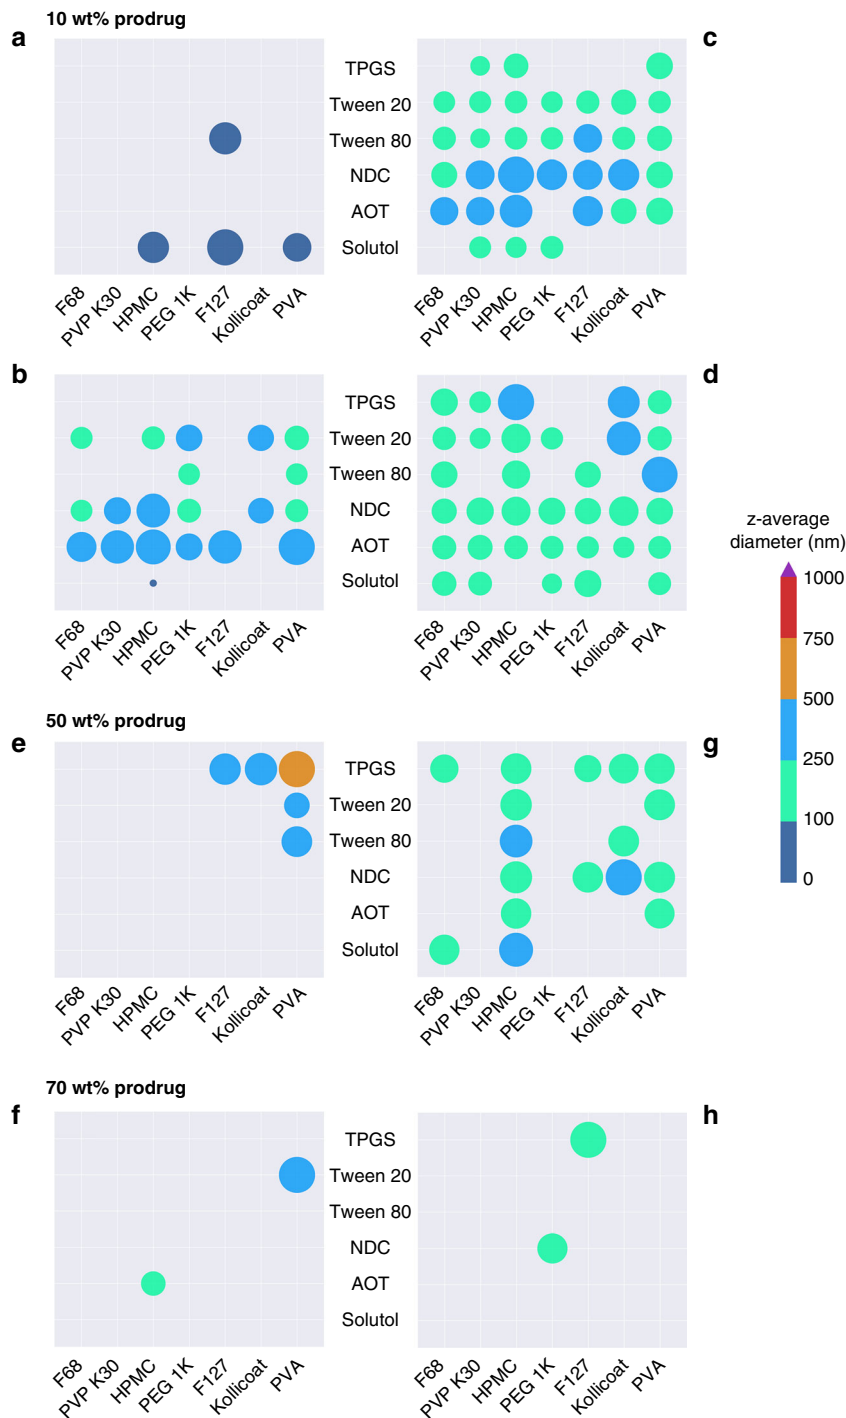 10 wt% prodrug
a
c
TPGS
Tween 20
Tween 80
NDC
AOT
Solutol
F68
PVP K30
HPMC
PEG 1K
F127
Kollicoat
PVA
F68
PVP K30
HPMC
PEG 1K
F127
Kollicoat
PVA
b
d
TPGS
Tween 20
Tween 80
NDC
AOT
Solutol
F68
PVP K30
HPMC
PEG 1K
F127
Kollicoat
PVA
F68
PVP K30
HPMC
PEG 1K
F127
Kollicoat
PVA
z-average
diameter (nm)
1000
750
500
250
100
0
50 wt% prodrug
e
g
TPGS
Tween 20
Tween 80
NDC
AOT
Solutol
F68
PVP K30
HPMC
PEG 1K
F127
Kollicoat
PVA
F68
PVP K30
HPMC
PEG 1K
F127
Kollicoat
PVA
70 wt% prodrug
f
h
TPGS
Tween 20
Tween 80
NDC
AOT
Solutol
F68
PVP K30
HPMC
PEG 1K
F127
Kollicoat
PVA
F68
PVP K30
HPMC
PEG 1K
F127
Kollicoat
PVA